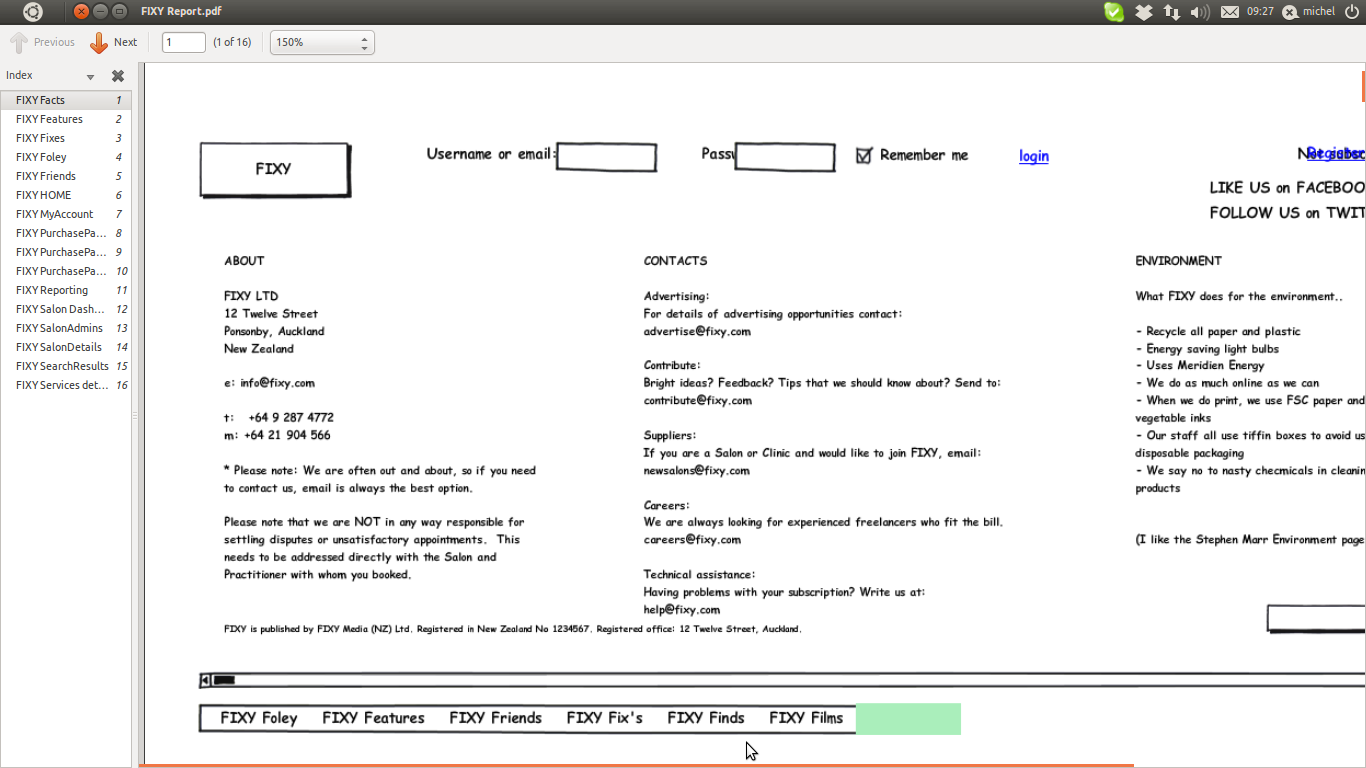 FIXY Report.pdf
09:27
michel
Previous
Next
1
(1 of 16)
150%
Index
FIXY Facts 1
FIXY Features 2
FIXY Fixes 3
FIXY Foley 4
FIXY Friends 5
FIXY HOME 6
FIXY MyAccount 7
FIXY PurchasePa... 8
FIXY PurchasePa... 9
FIXY PurchasePa... 10
FIXY Reporting 11
FIXY Salon Dash... 12
FIXY SalonAdmins 13
FIXY SalonDetails 14
FIXY SearchResults 15
FIXY Services det... 16
FIXY
Username or email:
Passw
Remember me
login
LIKE US on FACEBOO
FOLLOW US on TWIT
ABOUT
FIXY LTD
12 Twelve Street
Ponsonby, Auckland
New Zealand
e: info@fixy.com
t: +64 9 287 4772
m: +64 21 904 566
* Please note: We are often out and about, so if you need
to contact us, email is always the best option.
Please note that we are NOT in any way responsible for
settling disputes or unsatisfactory appointments. This
needs to be addressed directly with the Salon and
Practitioner with whom you booked.
CONTACTS
Advertising:
For details of advertising opportunities contact:
advertise@fixy.com
Contribute:
Bright ideas? Feedback? Tips that we should know about? Send to:
contribute@fixy.com
Suppliers:
If you are a Salon or Clinic and would like to join FIXY, email:
newsalons@fixy.com
Careers:
We are always looking for experienced freelancers who fit the bill.
careers@fixy.com
Technical assistance:
Having problems with your subscription? Write us at:
help@fixy.com
ENVIRONMENT
What FIXY does for the environment..
- Recycle all paper and plastic
- Energy saving light bulbs
- Uses Meridien Energy
- We do as much online as we can
- When we do print, we use FSC paper and
vegetable inks
- Our staff all use tiffin boxes to avoid us
disposable packaging
- We say no to nasty checmicals in cleanin
products
(I like the Stephen Marr Environment page
FIXY is published by FIXY Media (NZ) Ltd. Registered in New Zealand No 1234567. Registered office: 12 Twelve Street, Auckland.
FIXY Foley
FIXY Features
FIXY Friends
FIXY Fix's
FIXY Finds
FIXY Films